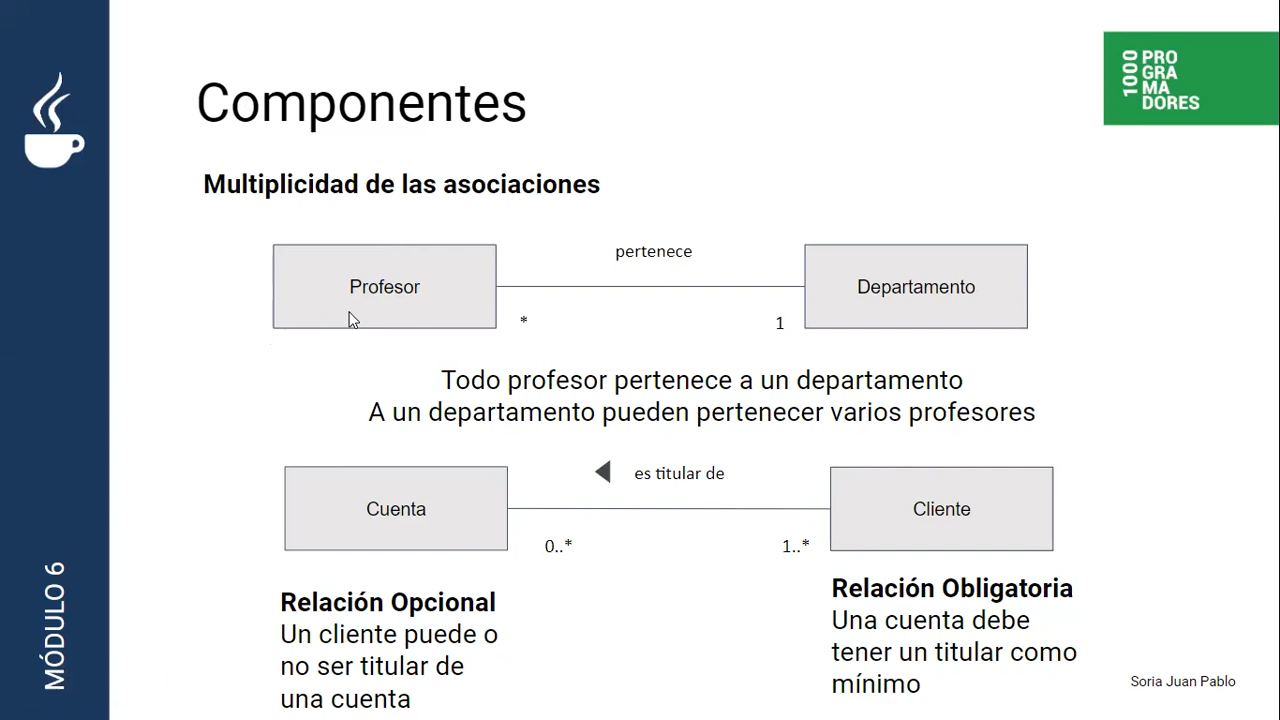 Componentes
1000
PRO
GRA
MA
DORES
Multiplicidad de las asociaciones
pertenece
Profesor
Departamento
*
1
Todo profesor pertenece a un departamento
A un departamento pueden pertenecer varios profesores
es titular de
Cuenta
Cliente
0..*
1..*
Relación Opcional
Un cliente puede o
no ser titular de
una cuenta
Relación Obligatoria
Una cuenta debe
tener un titular como
mínimo
MÓDULO 6
Soria Juan Pablo